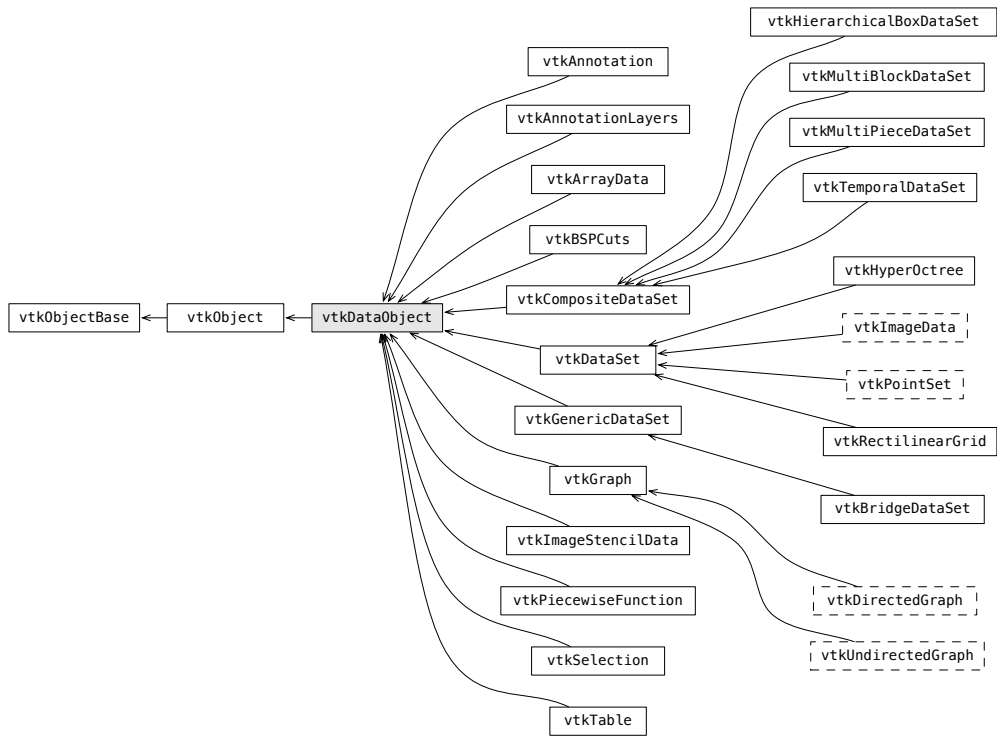 vtkHierarchicalBoxDataSet
vtkAnnotation
vtkMultiBlockDataSet
vtkAnnotationLayers
vtkMultiPieceDataSet
vtkArrayData
vtkTemporalDataSet
vtkBSPCuts
vtkHyperOctree
vtkCompositeDataSet
vtkObjectBase
vtkObject
vtkDataObject
vtkImageData
vtkDataSet
vtkPointSet
vtkGenericDataSet
vtkRectilinearGrid
vtkGraph
vtkBridgeDataSet
vtkImageStencilData
vtkPiecewiseFunction
vtkDirectedGraph
vtkSelection
vtkUndirectedGraph
vtkTable